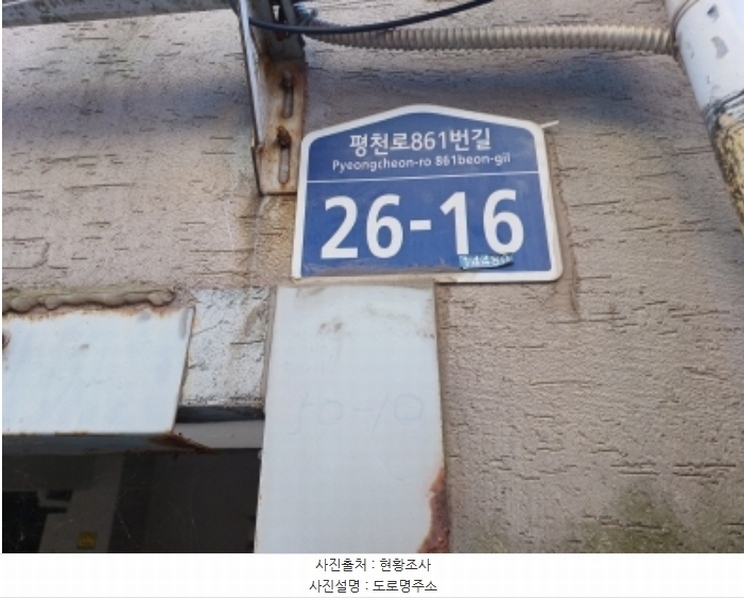 평천로861번길
Pyeongcheon-ro 861beon-gil
26-16
사진출처 : 현황조사
사진설명 : 도로명주소